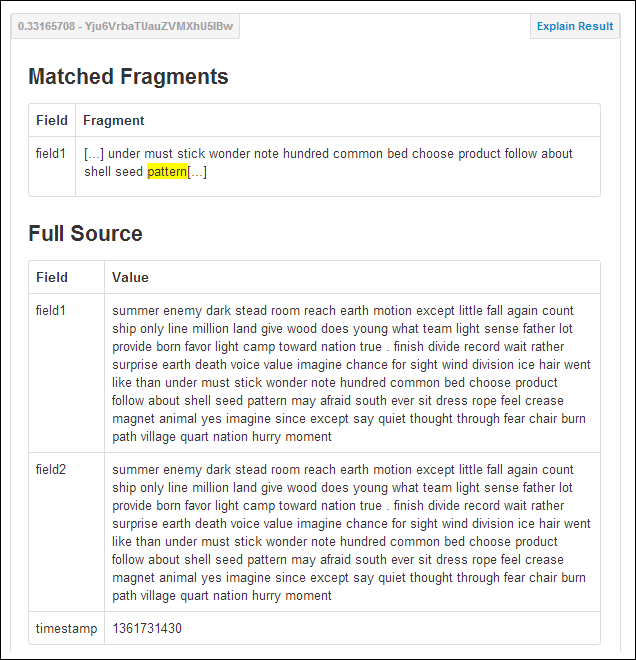 0.33165708 - Yju6VrbaTUauZVMXhU5lBw Explain Result
Matched Fragments
Field Fragment
field1 [...] under must stick wonder note hundred common bed choose product follow about
shell seed pattern[...]
Full Source
Field Value
field1 summer enemy dark stead room reach earth motion except little fall again count
ship only line million land give wood does young what team light sense father lot
provide born favor light camp toward nation true . finish divide record wait rather
surprise earth death voice value imagine chance for sight wind division ice hair went
like than under must stick wonder note hundred common bed choose product
follow about shell seed pattern may afraid south ever sit dress rope feel crease
magnet animal yes imagine since except say quiet thought through fear chair burn
path village quart nation hurry moment
field2 summer enemy dark stead room reach earth motion except little fall again count
ship only line million land give wood does young what team light sense father lot
provide born favor light camp toward nation true . finish divide record wait rather
surprise earth death voice value imagine chance for sight wind division ice hair went
like than under must stick wonder note hundred common bed choose product
follow about shell seed pattern may afraid south ever sit dress rope feel crease
magnet animal yes imagine since except say quiet thought through fear chair burn
path village quart nation hurry moment
timestamp 1361731430